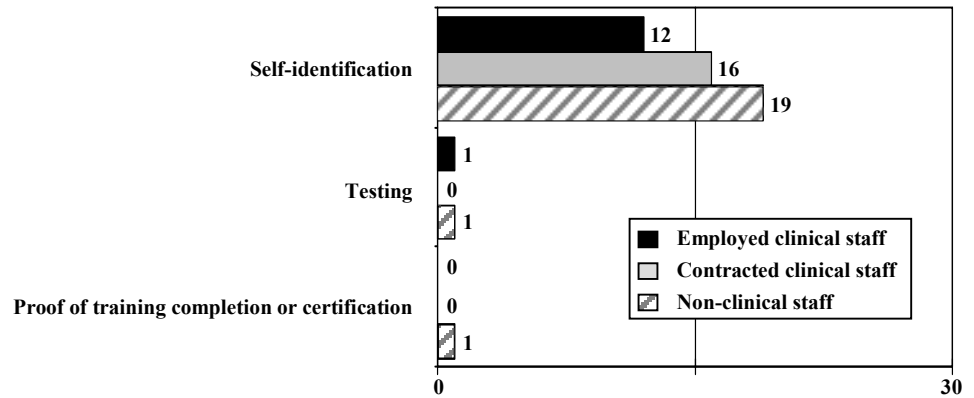 12
Self-identification
16
19
1
Testing
0
1
Employed clinical staff
0
Contracted clinical staff
Proof of training completion or certification
0
Non-clinical staff
1
0
30